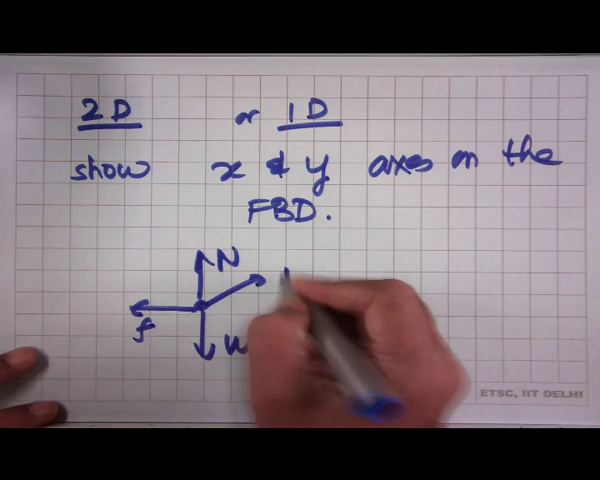 2D or 1D
show x & y axes on the
FBD.
N
f
W
ETSC, IIT DELHI